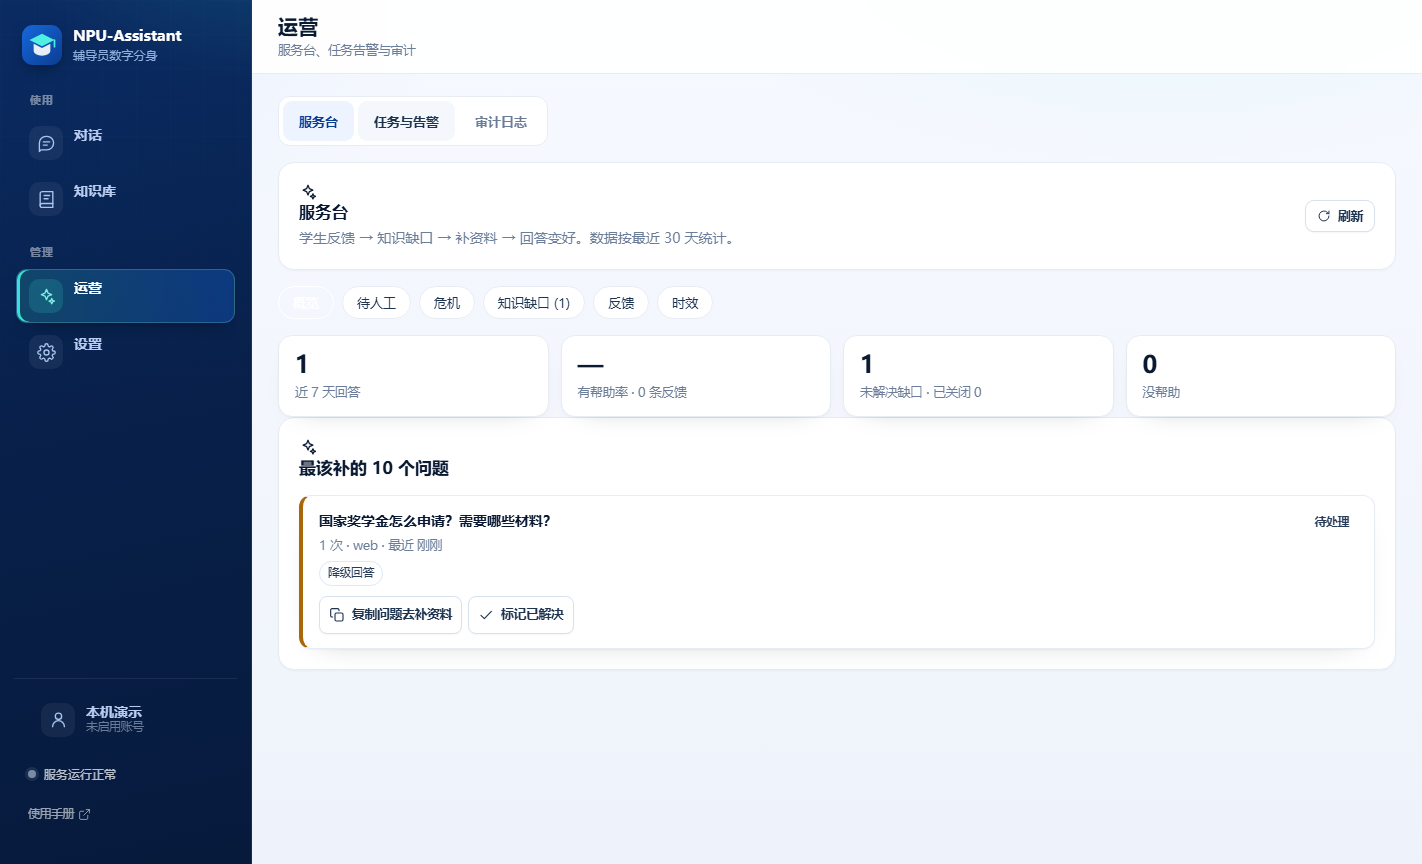 NPU-Assistant
辅导员数字分身
使用
对话
知识库
管理
运营
设置
本机演示
未启用账号
服务运行正常
使用手册
运营
服务台、任务告警与审计
服务台
任务与告警
审计日志
服务台
学生反馈 → 知识缺口 → 补资料 → 回答变好。数据按最近 30 天统计。
刷新
待人工
危机
知识缺口 (1)
反馈
时效
1
近 7 天回答
—
有帮助率 · 0 条反馈
1
未解决缺口 · 已关闭 0
0
没帮助
最该补的 10 个问题
国家奖学金怎么申请？需要哪些材料？
待处理
1 次 · web · 最近 刚刚
降级回答
复制问题去补资料
标记已解决